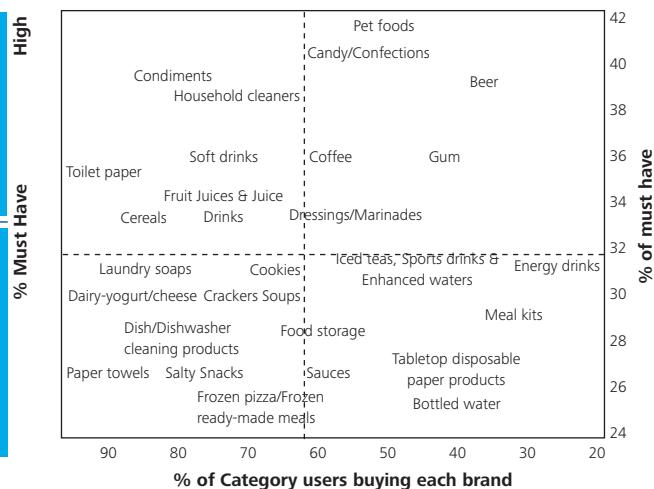 High
% Must Have
Pet foods
Candy/Confections
Condiments
Beer
Household cleaners
Soft drinks
Coffee
Gum
Toilet paper
Fruit Juices & Juice
Drinks
Cereals
Dressings/Marinades
Iced teas, Sports drinks &
Enhanced waters
Energy drinks
Laundry soaps
Cookies
Dairy-yogurt/cheese
Crackers Soups
Meal kits
Dish/Dishwasher
cleaning products
Food storage
Tabletop disposable
paper products
Paper towels
Salty Snacks
Sauces
Frozen pizza/Frozen
ready-made meals
Bottled water
42
40
38
36
34
32
30
28
26
24
% of must have
90 80 70 60 50 40 30 20
% of Category users buying each brand